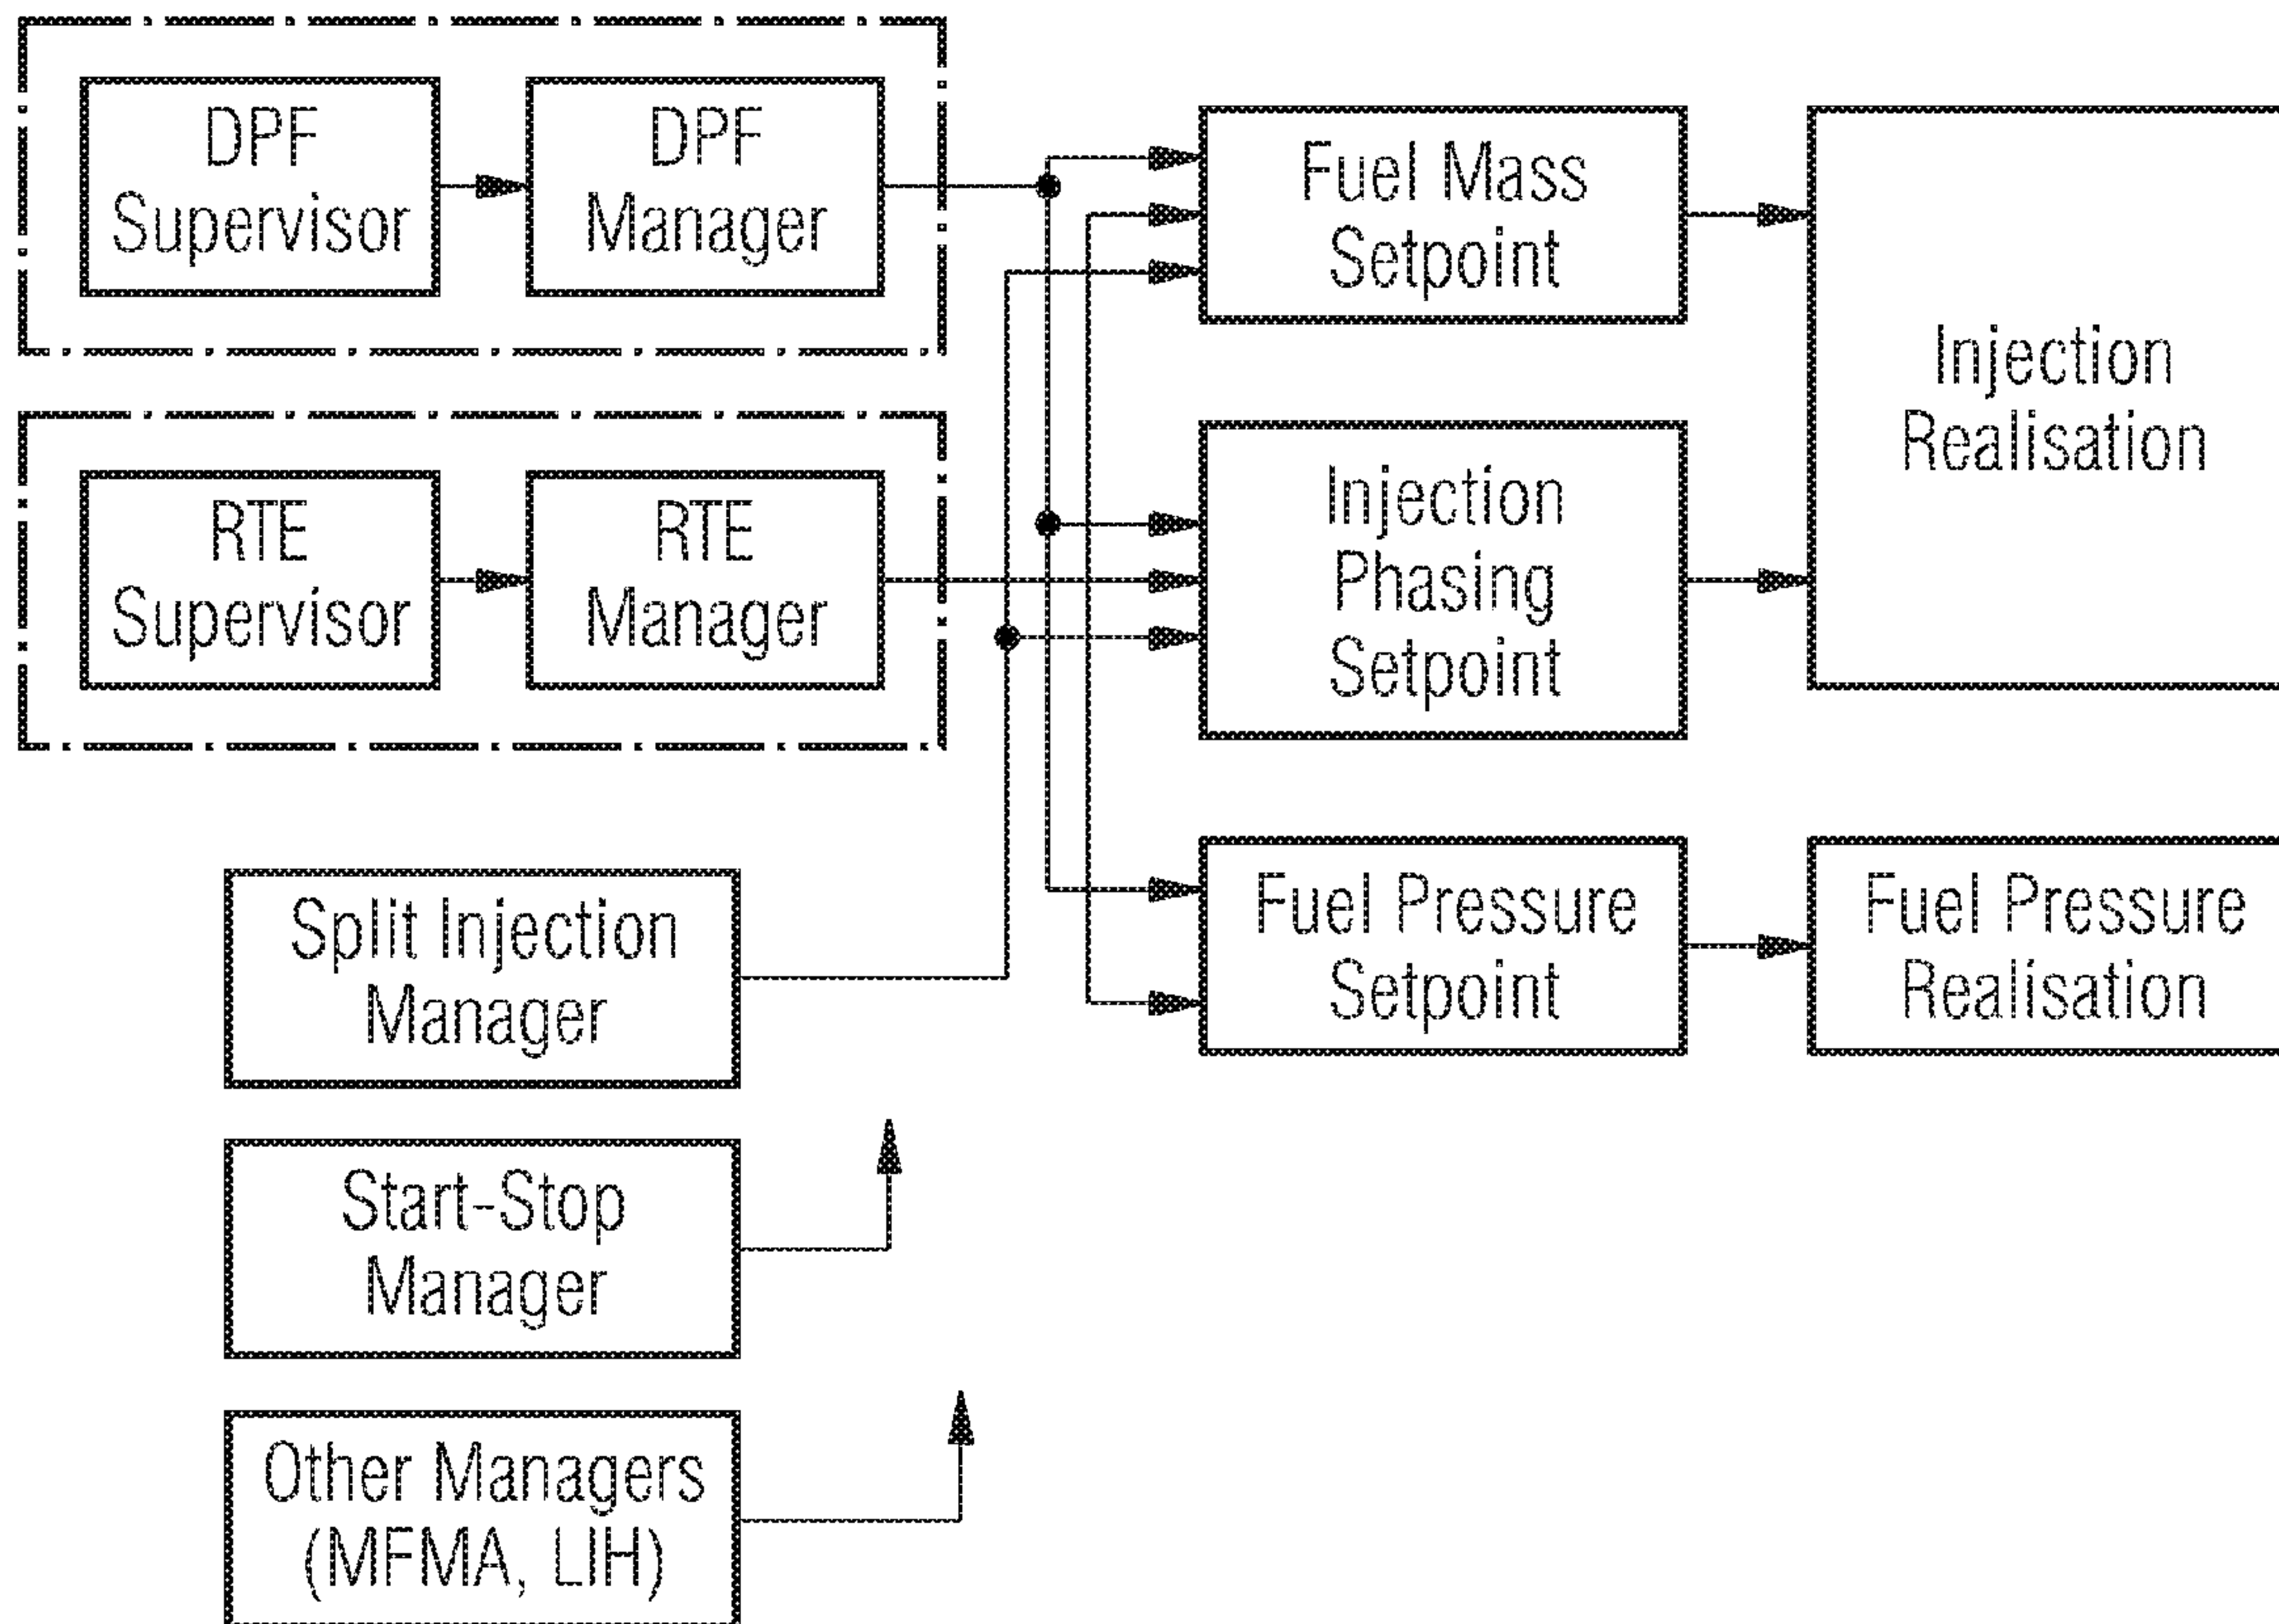 DPF
Supervisor
DPF
Manager
Fuel Mass
Setpoint
Injection
Realisation
RTE
Supervisor
RTE
Manager
Injection
Phasing
Setpoint
Split Injection
Manager
Fuel Pressure
Setpoint
Fuel Pressure
Realisation
Start-Stop
Manager
Other Managers
(MFMA, LIH)